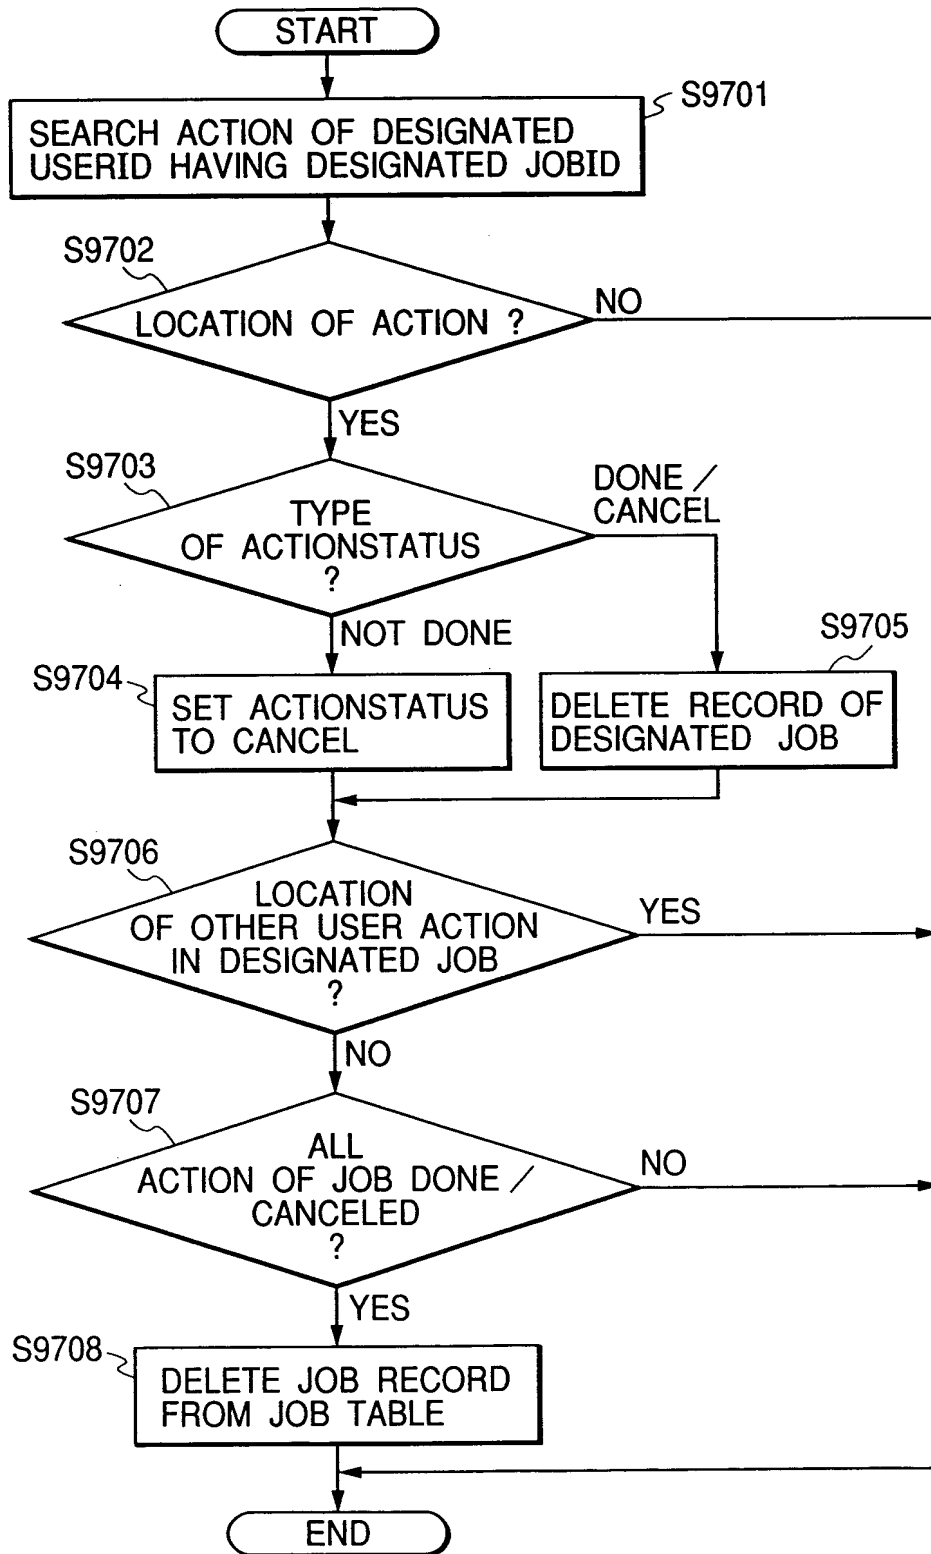 START
S9701
SEARCH ACTION OF DESIGNATED
USERID HAVING DESIGNATED JOBID
S9702
LOCATION OF ACTION ?
NO
YES
S9703
TYPE
OF ACTIONSTATUS
?
DONE /
CANCEL
NOT DONE
S9704
SET ACTIONSTATUS
TO CANCEL
S9705
DELETE RECORD OF
DESIGNATED JOB
S9706
LOCATION
OF OTHER USER ACTION
IN DESIGNATED JOB
?
YES
NO
S9707
ALL
ACTION OF JOB DONE /
CANCELED
?
NO
YES
S9708
DELETE JOB RECORD
FROM JOB TABLE
END